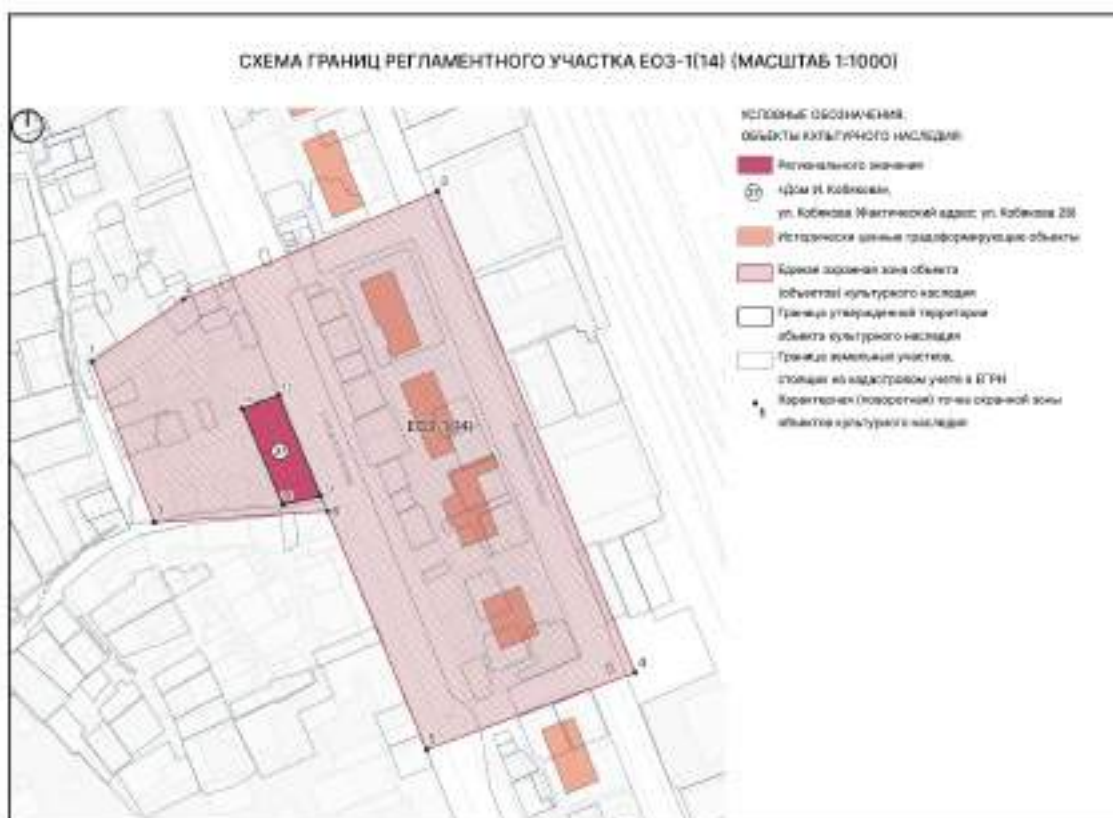 СХЕМА ГРАНИЦ РЕГЛАМЕНТНОГО УЧАСТКА ЕОЗ-1(14) (МАСШТАБ 1:1000)
УСЛОВНЫЕ ОБОЗНАЧЕНИЯ:
ОБЪЕКТЫ КУЛЬТУРНОГО НАСЛЕДИЯ:
Регионального значения
«Дом И. Кобякова»,
ул. Кобякова (Фактический адрес: ул. Кобякова 28)
Исторически ценные градоформирующие объекты
Единая охранная зона объекта
(объектов) культурного наследия
Граница утвержденной территории
объекта культурного наследия
Граница земельных участков,
стоящих на кадастровом учете в ЕГРН
Характерная (поворотная) точка охранной зоны
объектов культурного наследия